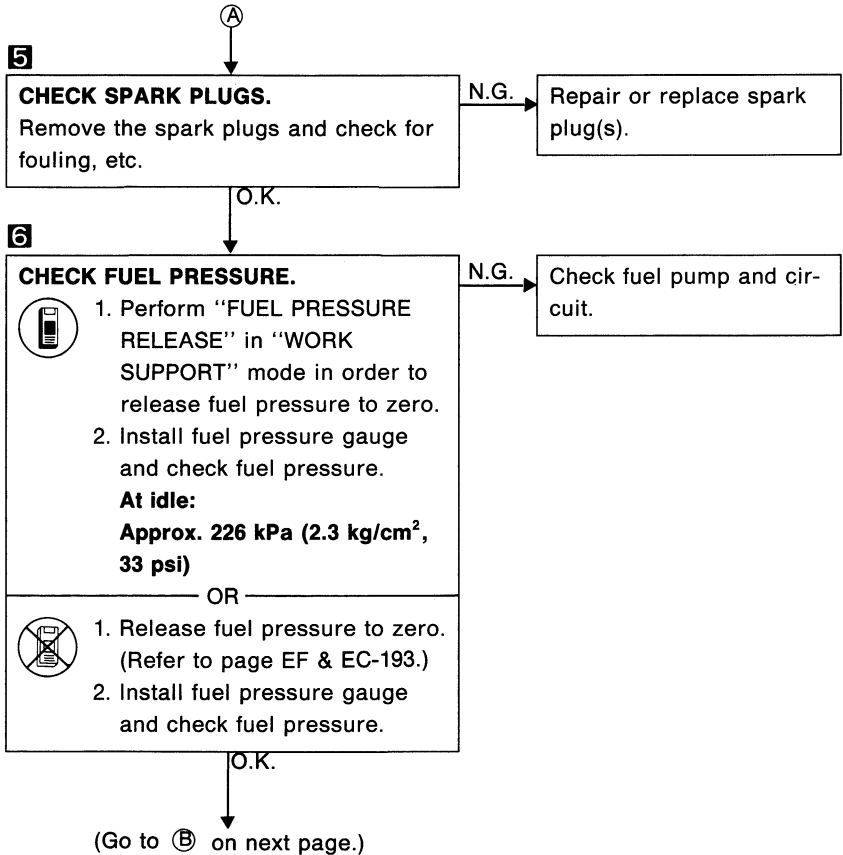 A
5
CHECK SPARK PLUGS.
Remove the spark plugs and check for
fouling, etc.
N.G.
Repair or replace spark
plug(s).
O.K.
6
CHECK FUEL PRESSURE.
1. Perform ‘‘FUEL PRESSURE
RELEASE’’ in ‘‘WORK
SUPPORT’’ mode in order to
release fuel pressure to zero.
2. Install fuel pressure gauge
and check fuel pressure.
At idle:
Approx. 226 kPa (2.3 kg/cm²,
33 psi)
N.G.
Check fuel pump and cir-
cuit.
OR
1. Release fuel pressure to zero.
(Refer to page EF & EC-193.)
2. Install fuel pressure gauge
and check fuel pressure.
O.K.
(Go to Ⓑ on next page.)